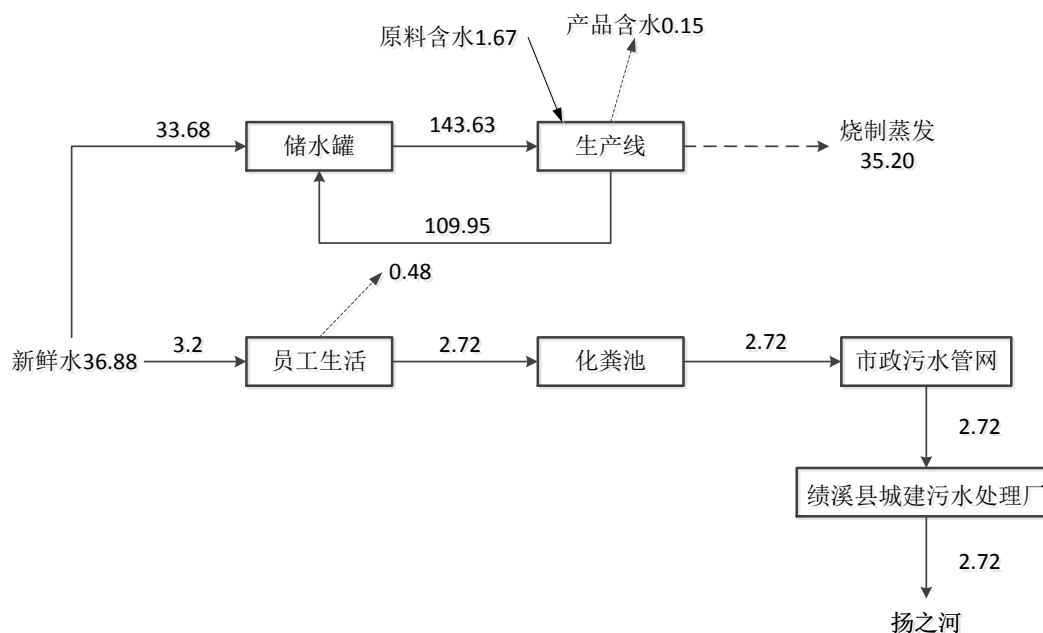 原料含水1.67
产品含水0.15
33.68
储水罐
143.63
生产线
烧制蒸发
35.20
109.95
0.48
新鲜水36.88
3.2
员工生活
2.72
化粪池
2.72
市政污水管网
2.72
绩溪县城建污水处理厂
2.72
扬之河